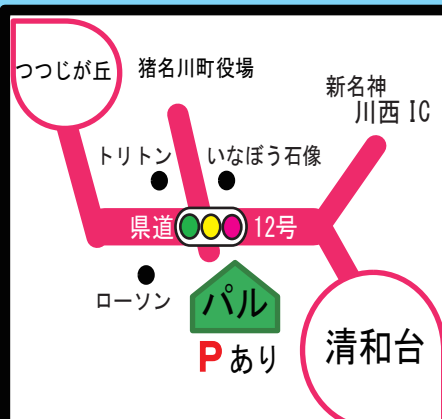 つつじが丘
猪名川町役場
新名神
川西 IC
トリトン
いなぼう石像
県道
12号
ローソン
パル
Pあり
清和台